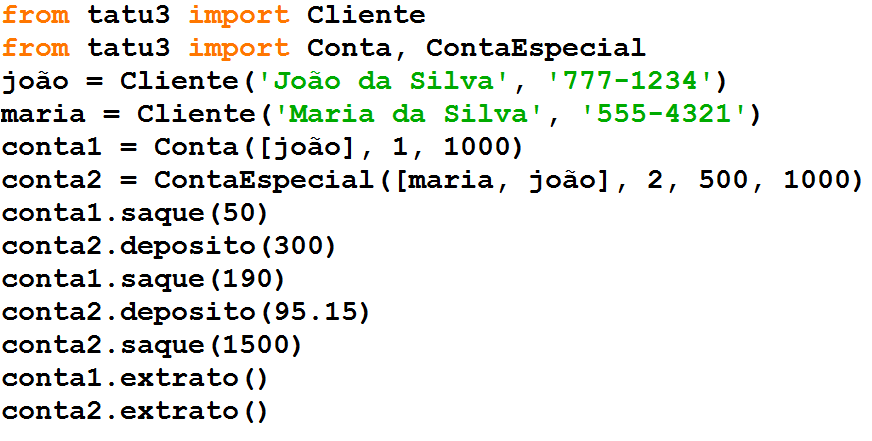 from tatu3 import Cliente
from tatu3 import Conta, ContaEspecial
joão = Cliente('João da Silva', '777-1234')
maria = Cliente('Maria da Silva', '555-4321')
conta1 = Conta([joão], 1, 1000)
conta2 = ContaEspecial([maria, joão], 2, 500, 1000)
conta1.saque(50)
conta2.deposito(300)
conta1.saque(190)
conta2.deposito(95.15)
conta2.saque(1500)
conta1.extrato()
conta2.extrato()